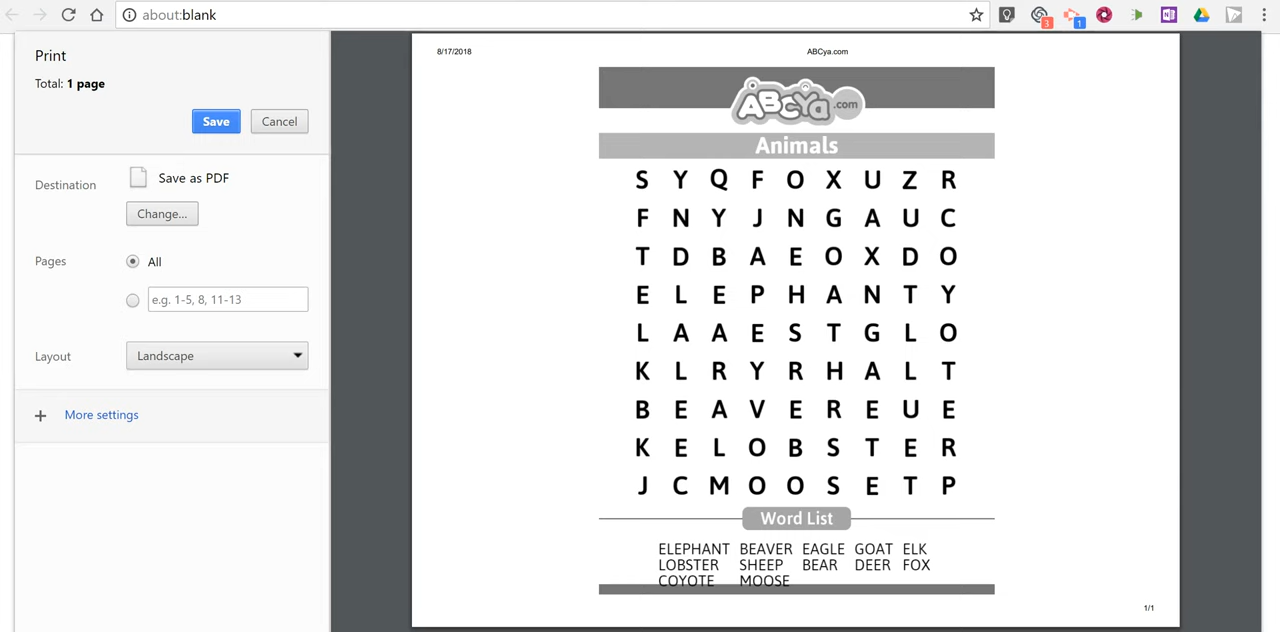 about:blank
3
1
Print
Total: 1 page
Save Cancel
Destination
Save as PDF
Change...
Pages
All
e.g. 1-5, 8, 11-13
Layout
Landscape
+ More settings
8/17/2018 ABCya.com
ABCYa.com
Animals
S Y Q F O X U Z R
F N Y J N G A U C
T D B A E O X D O
E L E P H A N T Y
L A A E S T G L O
K L R Y R H A L T
B E A V E R E U E
K E L O B S T E R
J C M O O S E T P
Word List
ELEPHANT BEAVER EAGLE GOAT ELK
LOBSTER SHEEP BEAR DEER FOX
COYOTE MOOSE
1/1